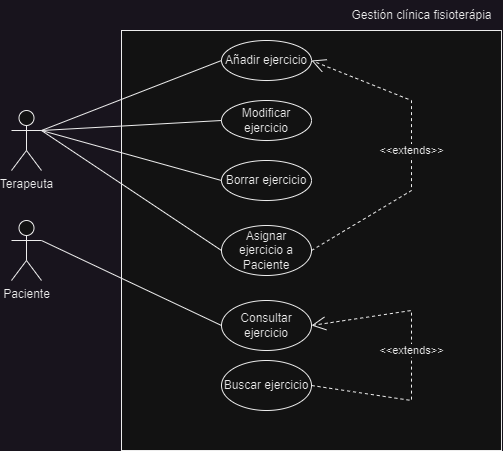 Gestión clínica fisioterápia
Añadir ejercicio
Modificar
ejercicio
<<extends>>
Terapeuta
Borrar ejercicio
Asignar
ejercicio a
Paciente
Paciente
Consultar
ejercicio
<<extends>>
Buscar ejercicio